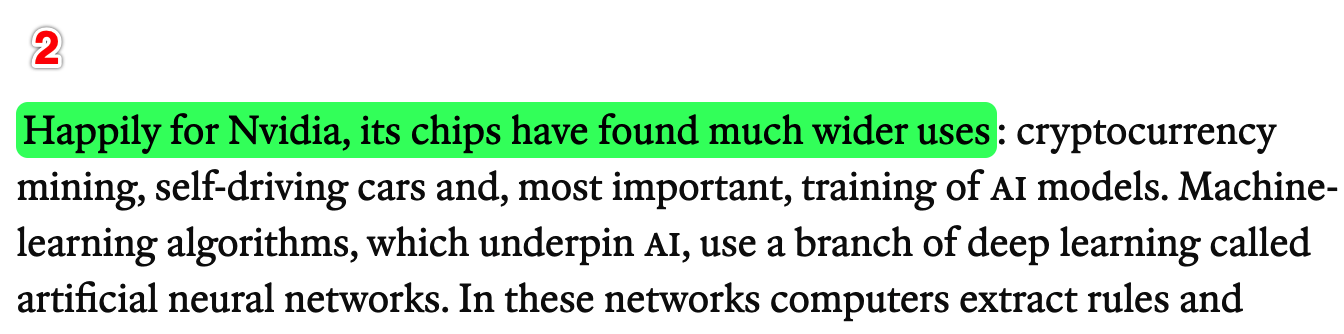 2
Happily for Nvidia, its chips have found much wider uses: cryptocurrency
mining, self-driving cars and, most important, training of AI models. Machine-
learning algorithms, which underpin AI, use a branch of deep learning called
artificial neural networks. In these networks computers extract rules and